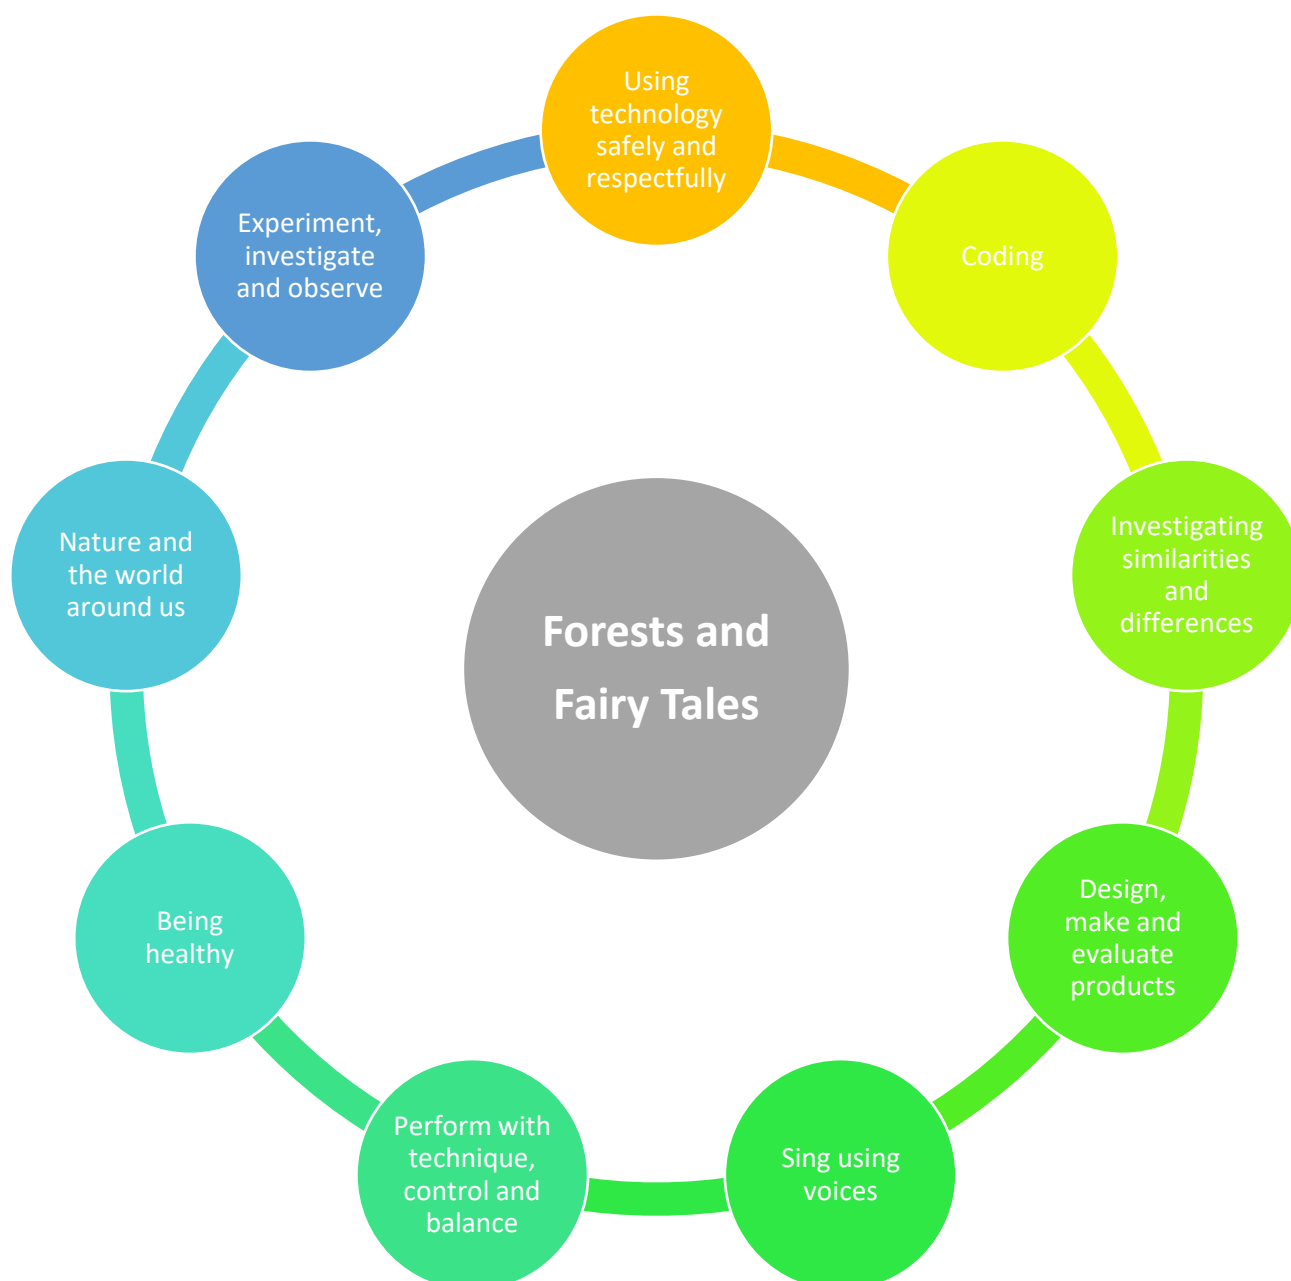 Using
technology
safely and
respectfully
Coding
Investigating
similarities
and
differences
Design,
make and
evaluate
products
Sing using
voices
Perform with
technique,
control and
balance
Being
healthy
Nature and
the world
around us
Experiment,
investigate
and observe
Forests and
Fairy Tales